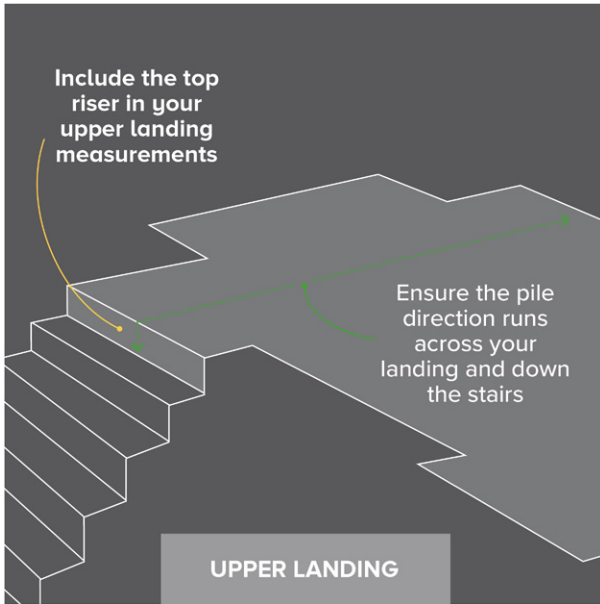 Include the top
riser in your
upper landing
measurements
Ensure the pile
direction runs
across your
landing and down
the stairs
UPPER LANDING